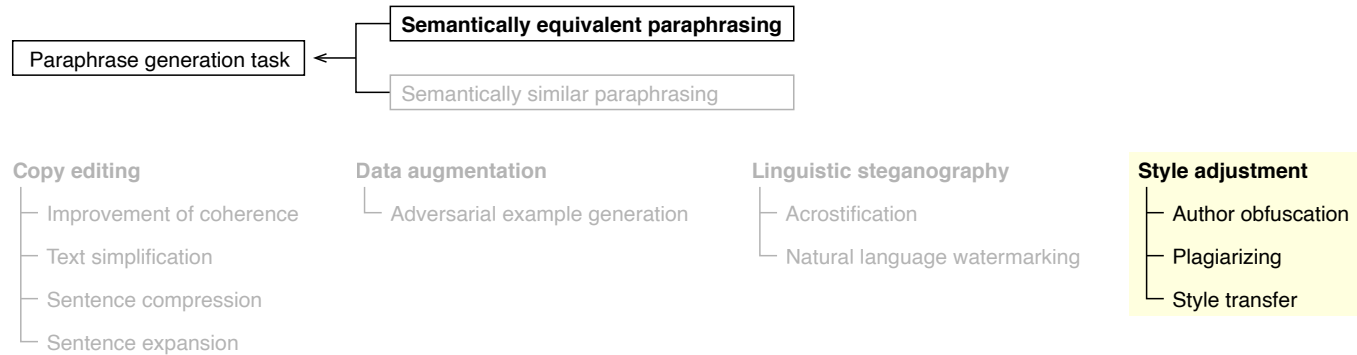 Semantically equivalent paraphrasing
Paraphrase generation task
Semantically similar paraphrasing
Copy editing
Improvement of coherence
Text simplification
Sentence compression
Sentence expansion
Data augmentation
Adversarial example generation
Linguistic steganography
Acrostification
Natural language watermarking
Style adjustment
Author obfuscation
Plagiarizing
Style transfer